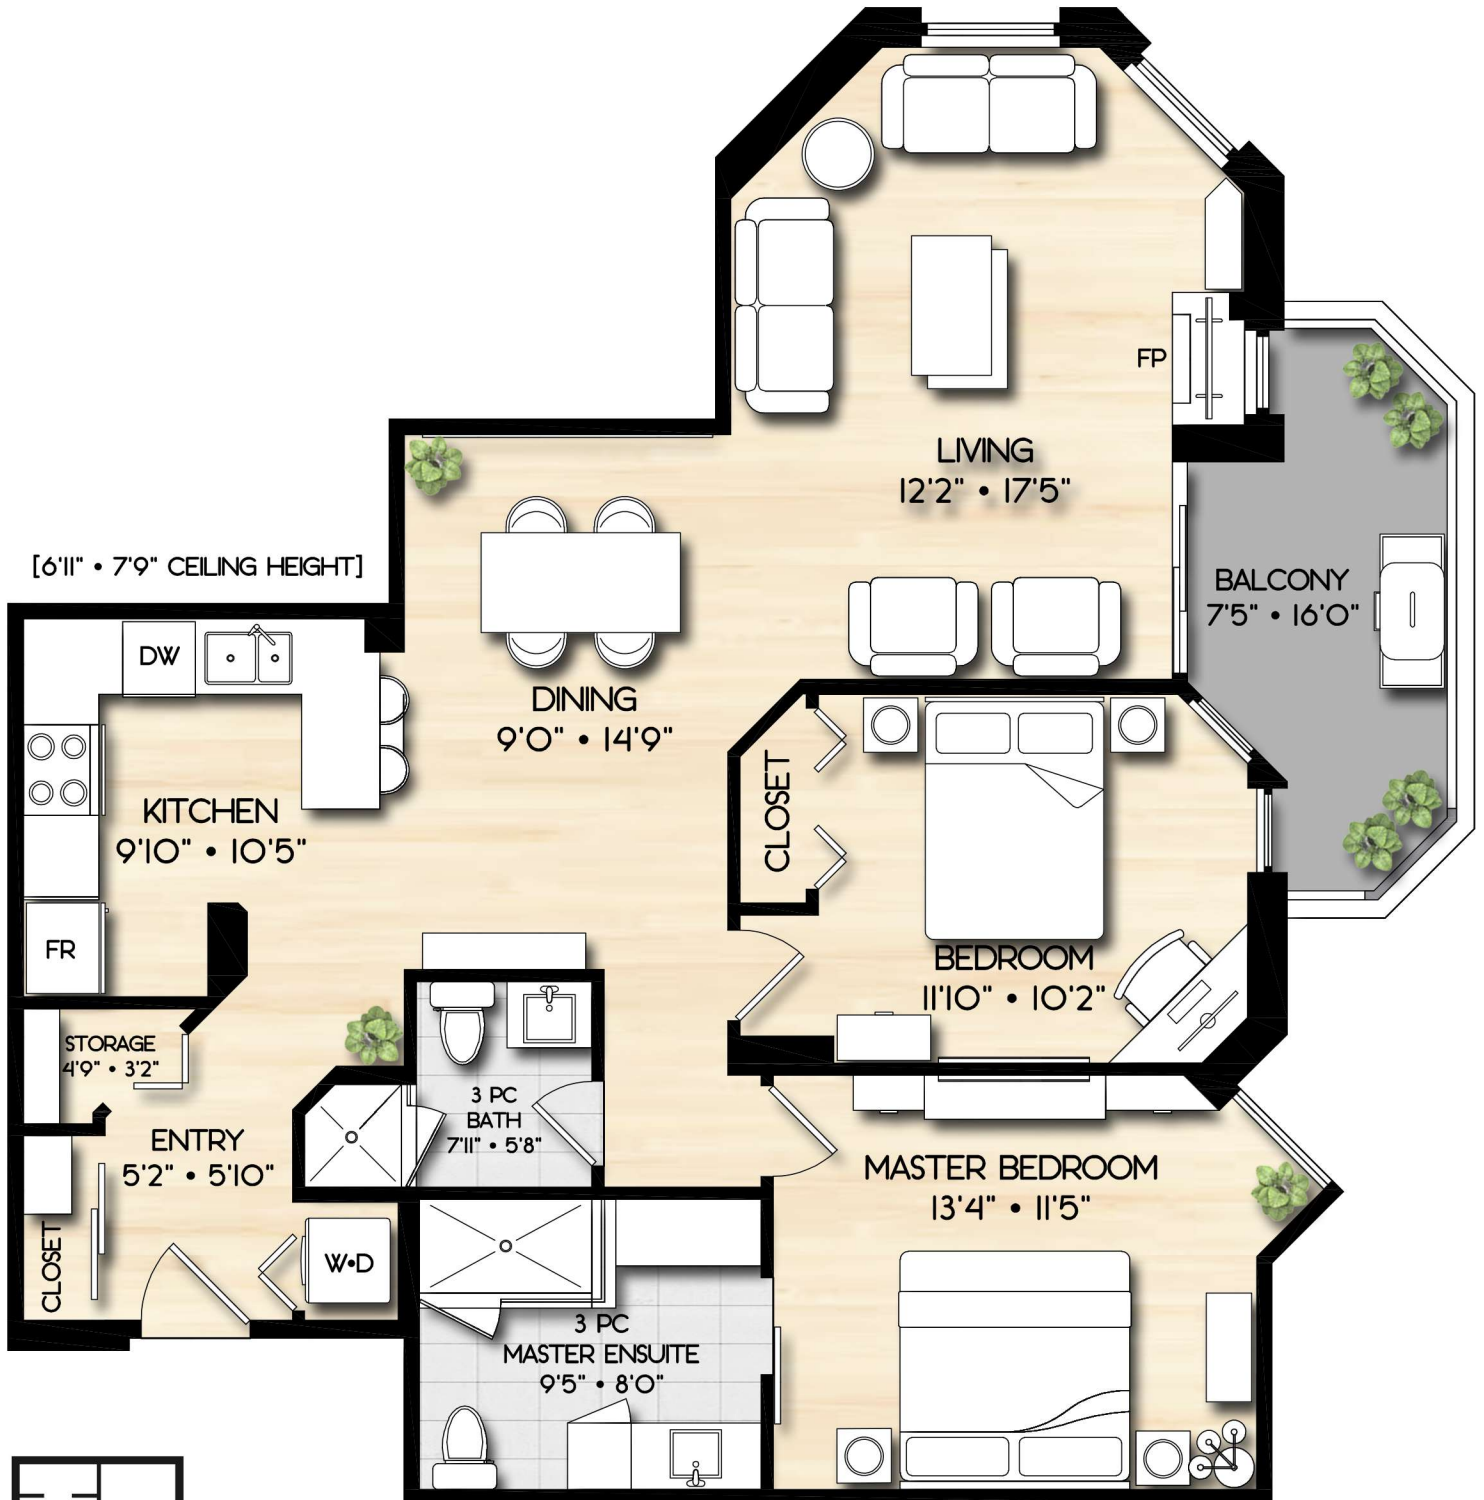 FP
LIVING
12'2" • 17'5"
[6'11" • 7'9" CEILING HEIGHT]
BALCONY
7'5" • 16'0"
DW
DINING
9'0" • 14'9"
CLOSET
KITCHEN
9'10" • 10'5"
FR
BEDROOM
11'10" • 10'2"
STORAGE
4'9" • 3'2"
3 PC
BATH
7'11" • 5'8"
ENTRY
5'2" • 5'10"
MASTER BEDROOM
13'4" • 11'5"
CLOSET
W•D
3 PC
MASTER ENSUITE
9'5" • 8'0"